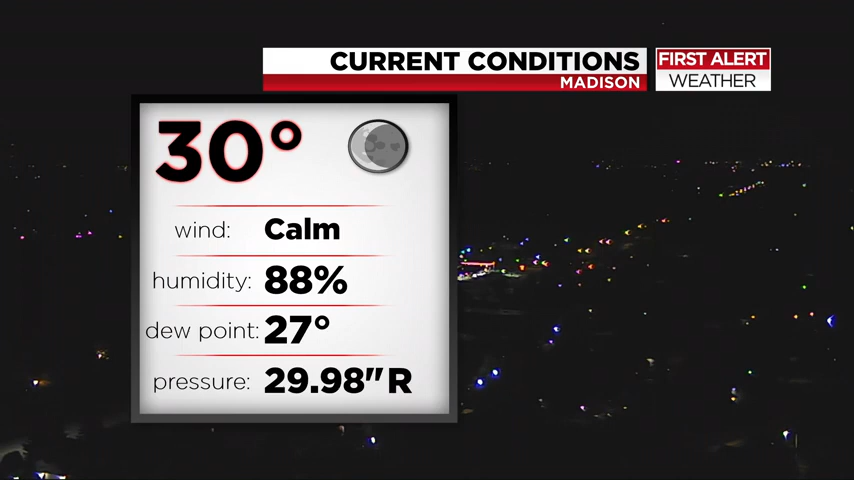 CURRENT CONDITIONS
MADISON
FIRST ALERT
WEATHER
30°
wind: Calm
humidity: 88%
dew point: 27°
pressure: 29.98" R